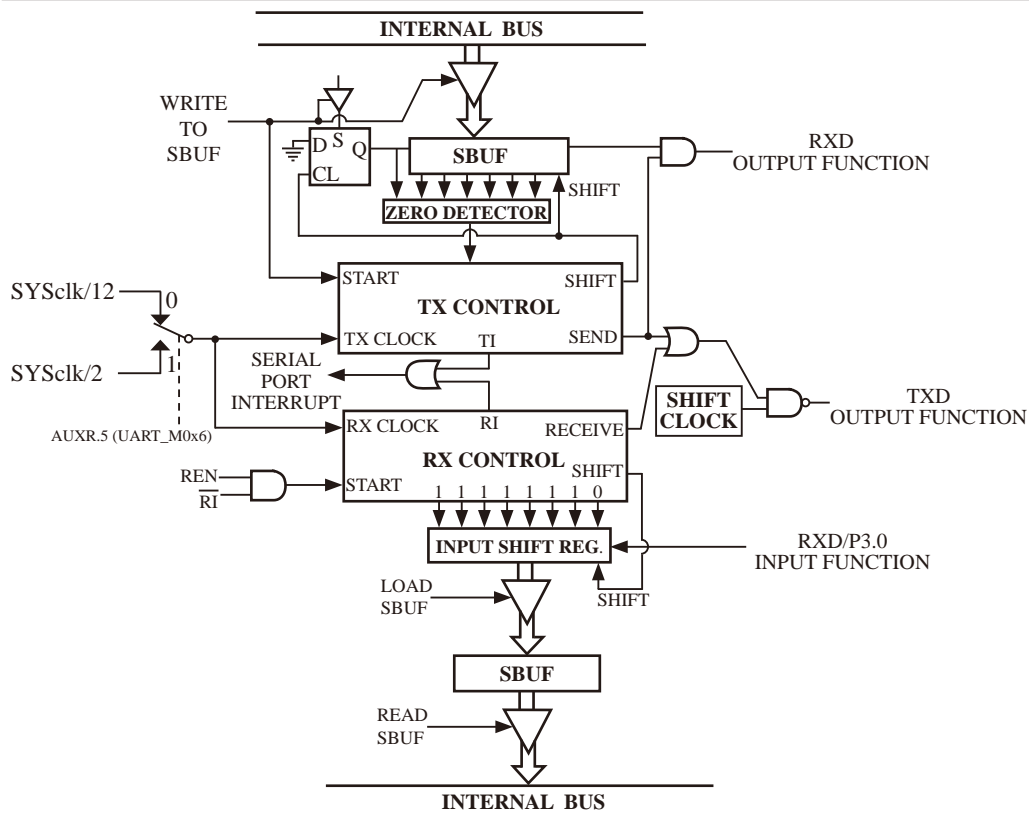 INTERNAL BUS
WRITE
TO
SBUF
D S Q
CL
SBUF
SHIFT
RXD
OUTPUT FUNCTION
ZERO DETECTOR
START
SHIFT
TX CONTROL
TX CLOCK
TI
SEND
SYSclk/12
0
SYSclk/2
1
AUXR.5 (UART_M0x6)
SERIAL
PORT
INTERRUPT
SHIFT
CLOCK
TXD
OUTPUT FUNCTION
RX CLOCK
RI
RECEIVE
RX CONTROL
SHIFT
START
1 1 1 1 1 1 1 0
REN
R̅I̅
INPUT SHIFT REG.
RXD/P3.0
INPUT FUNCTION
LOAD
SBUF
SHIFT
SBUF
READ
SBUF
INTERNAL BUS